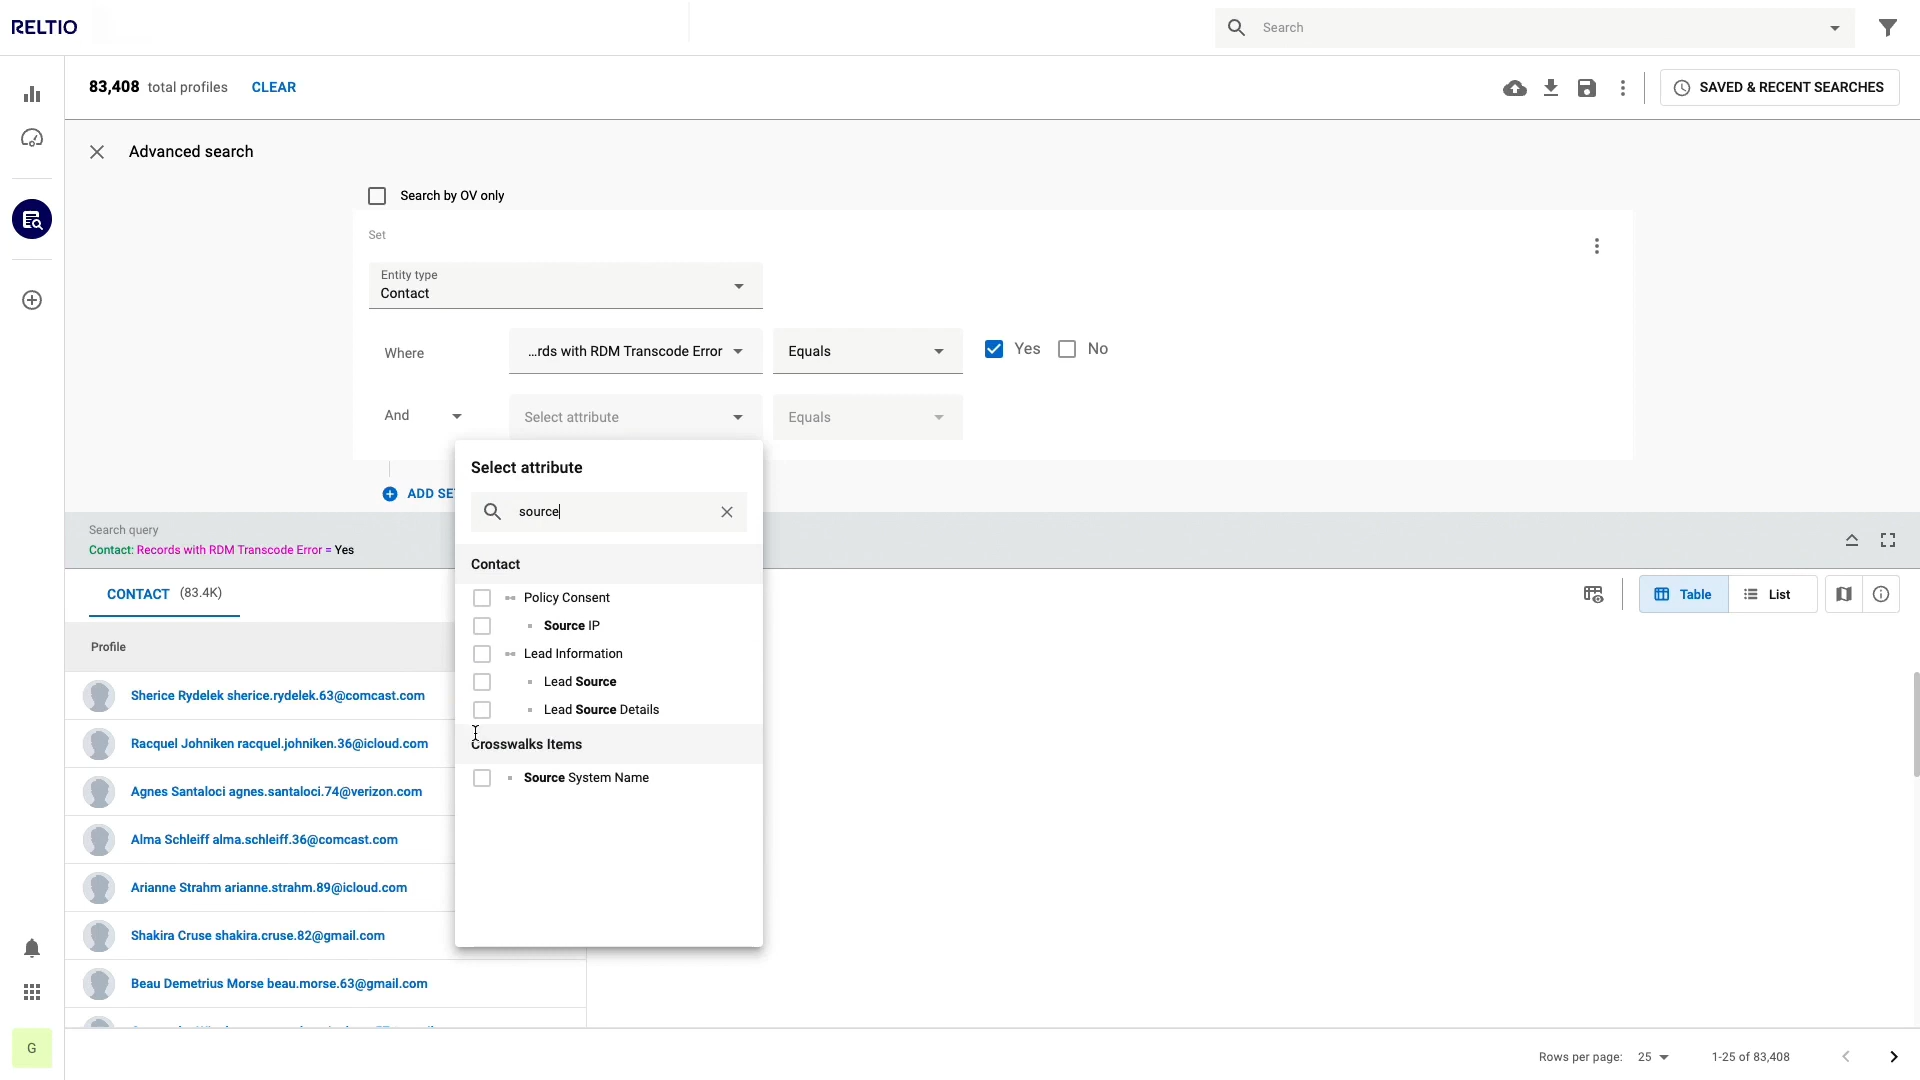 RELTIO
Search
83,408 total profiles CLEAR
SAVED & RECENT SEARCHES
Advanced search
Search by OV only
Set
Entity type
Contact
Where ...rds with RDM Transcode Error Equals Yes No
And Select attribute Equals
Select attribute
ADD SE
source
Search query
Contact: Records with RDM Transcode Error = Yes
Contact
CONTACT (83.4K)
Table List
Policy Consent
Source IP
Lead Information
Lead Source
Lead Source Details
Crosswalks Items
Source System Name
Profile
Sherice Rydelek sherice.rydelek.63@comcast.com
Racquel Johniken racquel.johniken.36@icloud.com
Agnes Santaloci agnes.santaloci.74@verizon.com
Alma Schleiff alma.schleiff.36@comcast.com
Arianne Strahm arianne.strahm.89@icloud.com
Shakira Cruse shakira.cruse.82@gmail.com
Beau Demetrius Morse beau.morse.63@gmail.com
G
Rows per page: 25 1-25 of 83,408